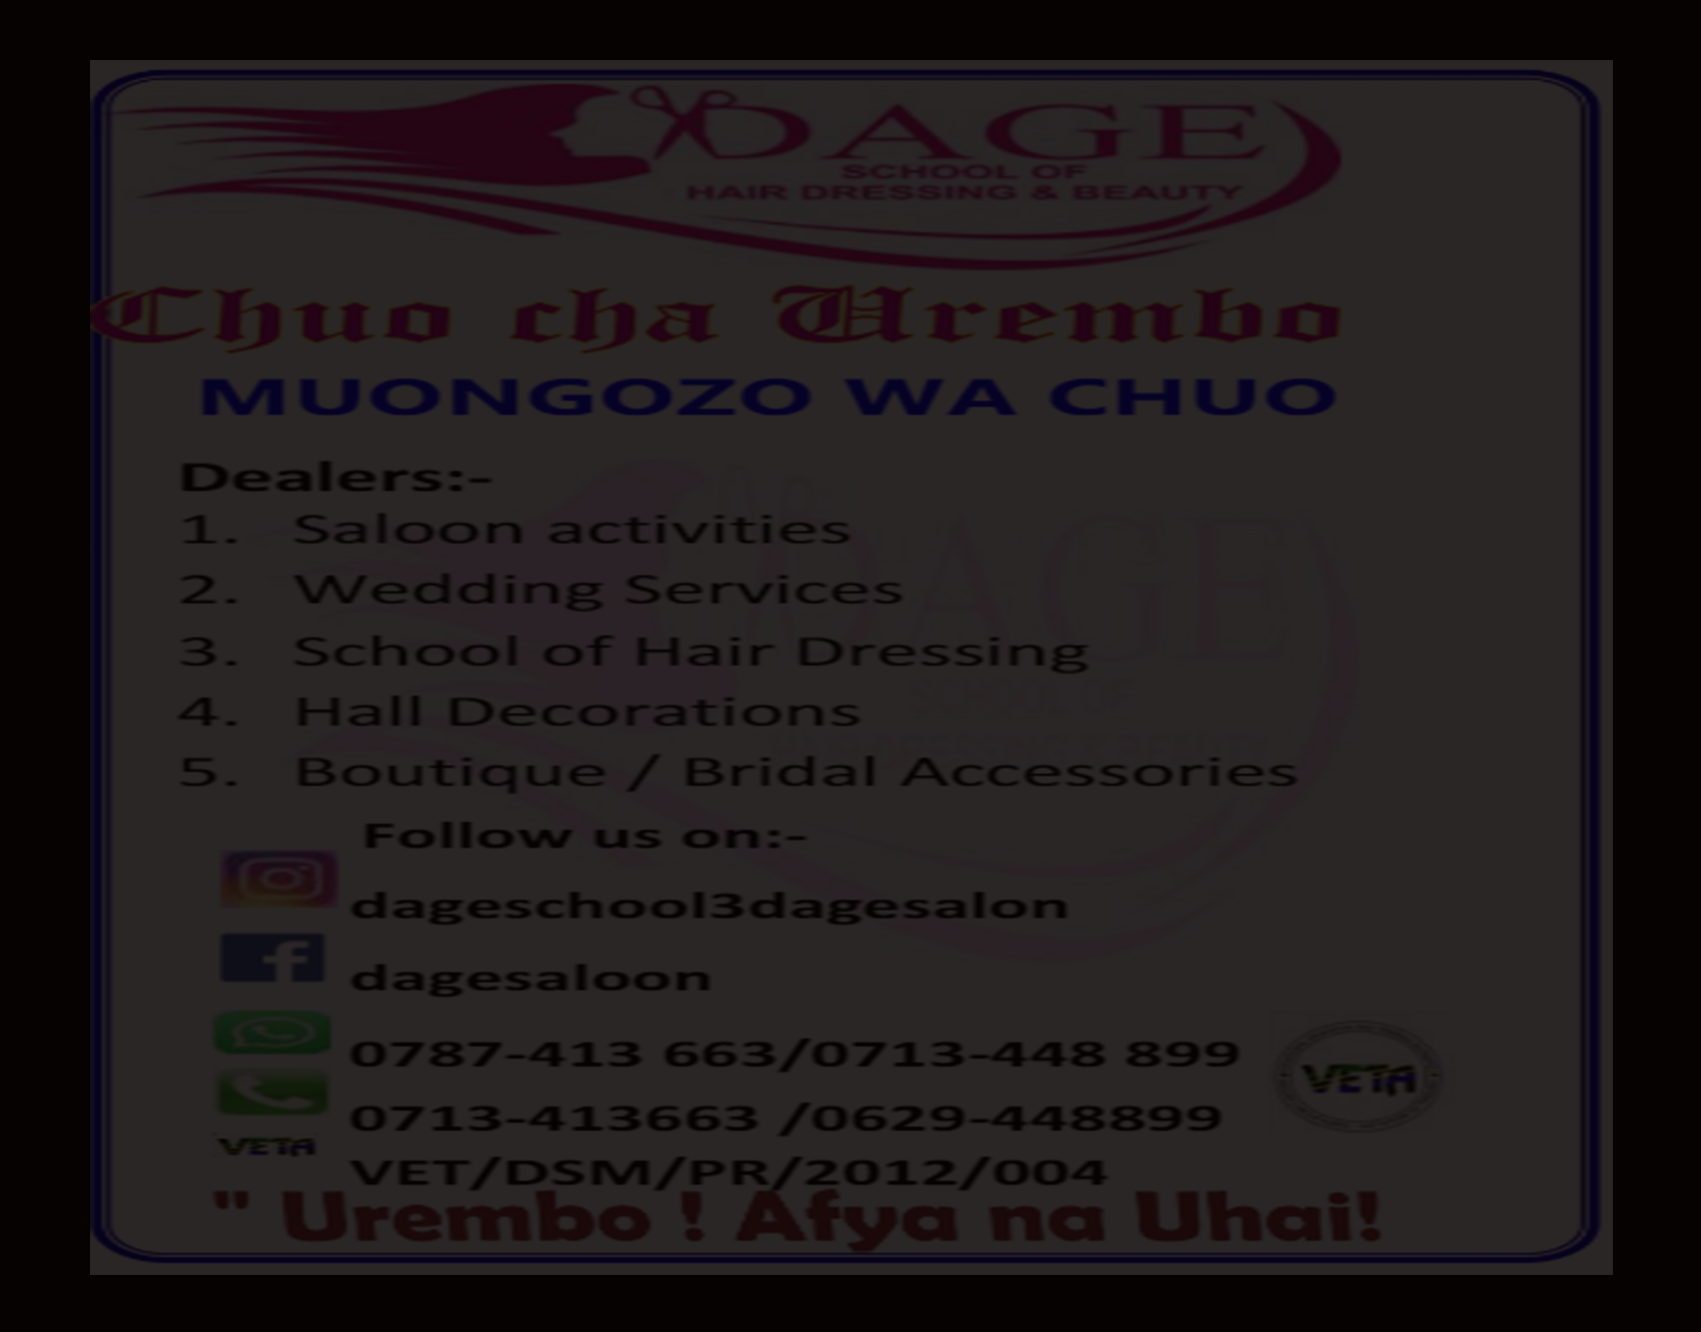 DAGE
SCHOOL OF
HAIR DRESSING & BEAUTY
Chuo cha Urembo
MUONGOZO WA CHUO
Dealers:-
1. Saloon activities
2. Wedding Services
3. School of Hair Dressing
4. Hall Decorations
5. Boutique / Bridal Accessories
Follow us on:-
dageschool3dagesalon
dagesaloon
0787-413 663/0713-448 899
VETA
0713-413663 /0629-448899
VETA
VET/DSM/PR/2012/004
" Urembo ! Afya na Uhai!